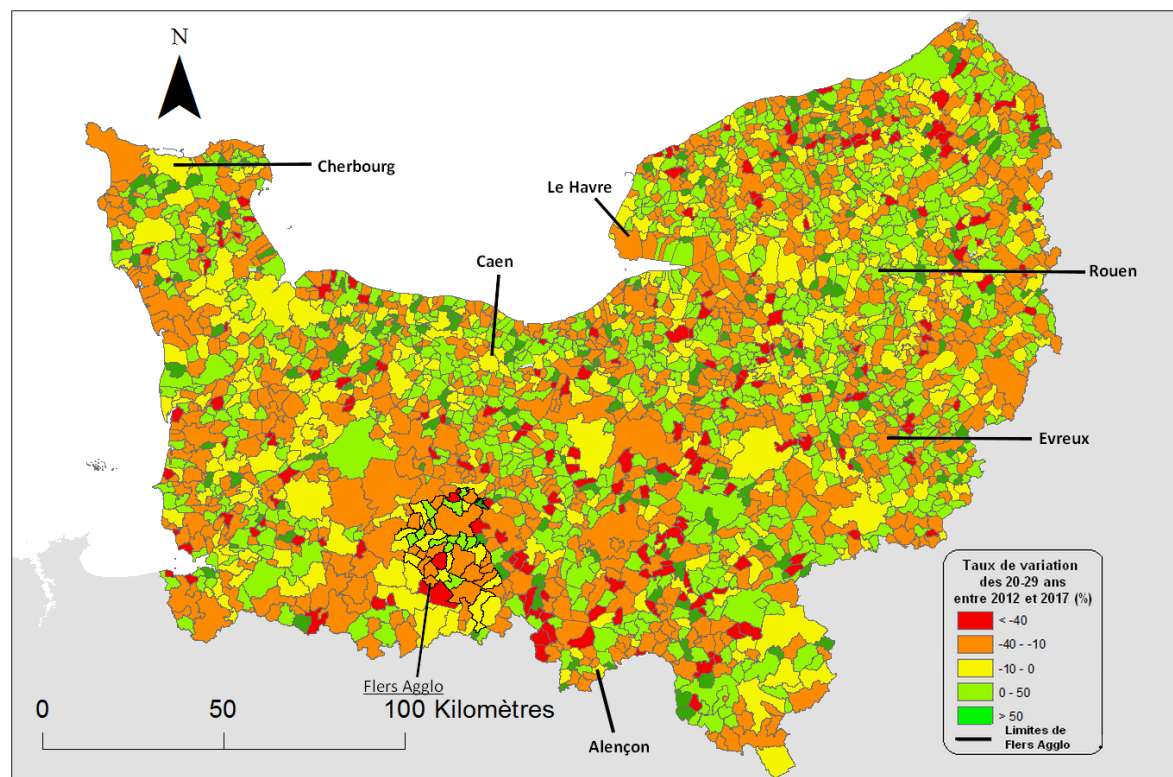 N
Cherbourg
Le Havre
Caen
Rouen
Evreux
Flers Agglo
Alençon
0 50 100 Kilomètres
Taux de variation
des 20-29 ans
entre 2012 et 2017 (%)
< -40
-40 - -10
-10 - 0
0 - 50
> 50
Limites de
Flers Agglo